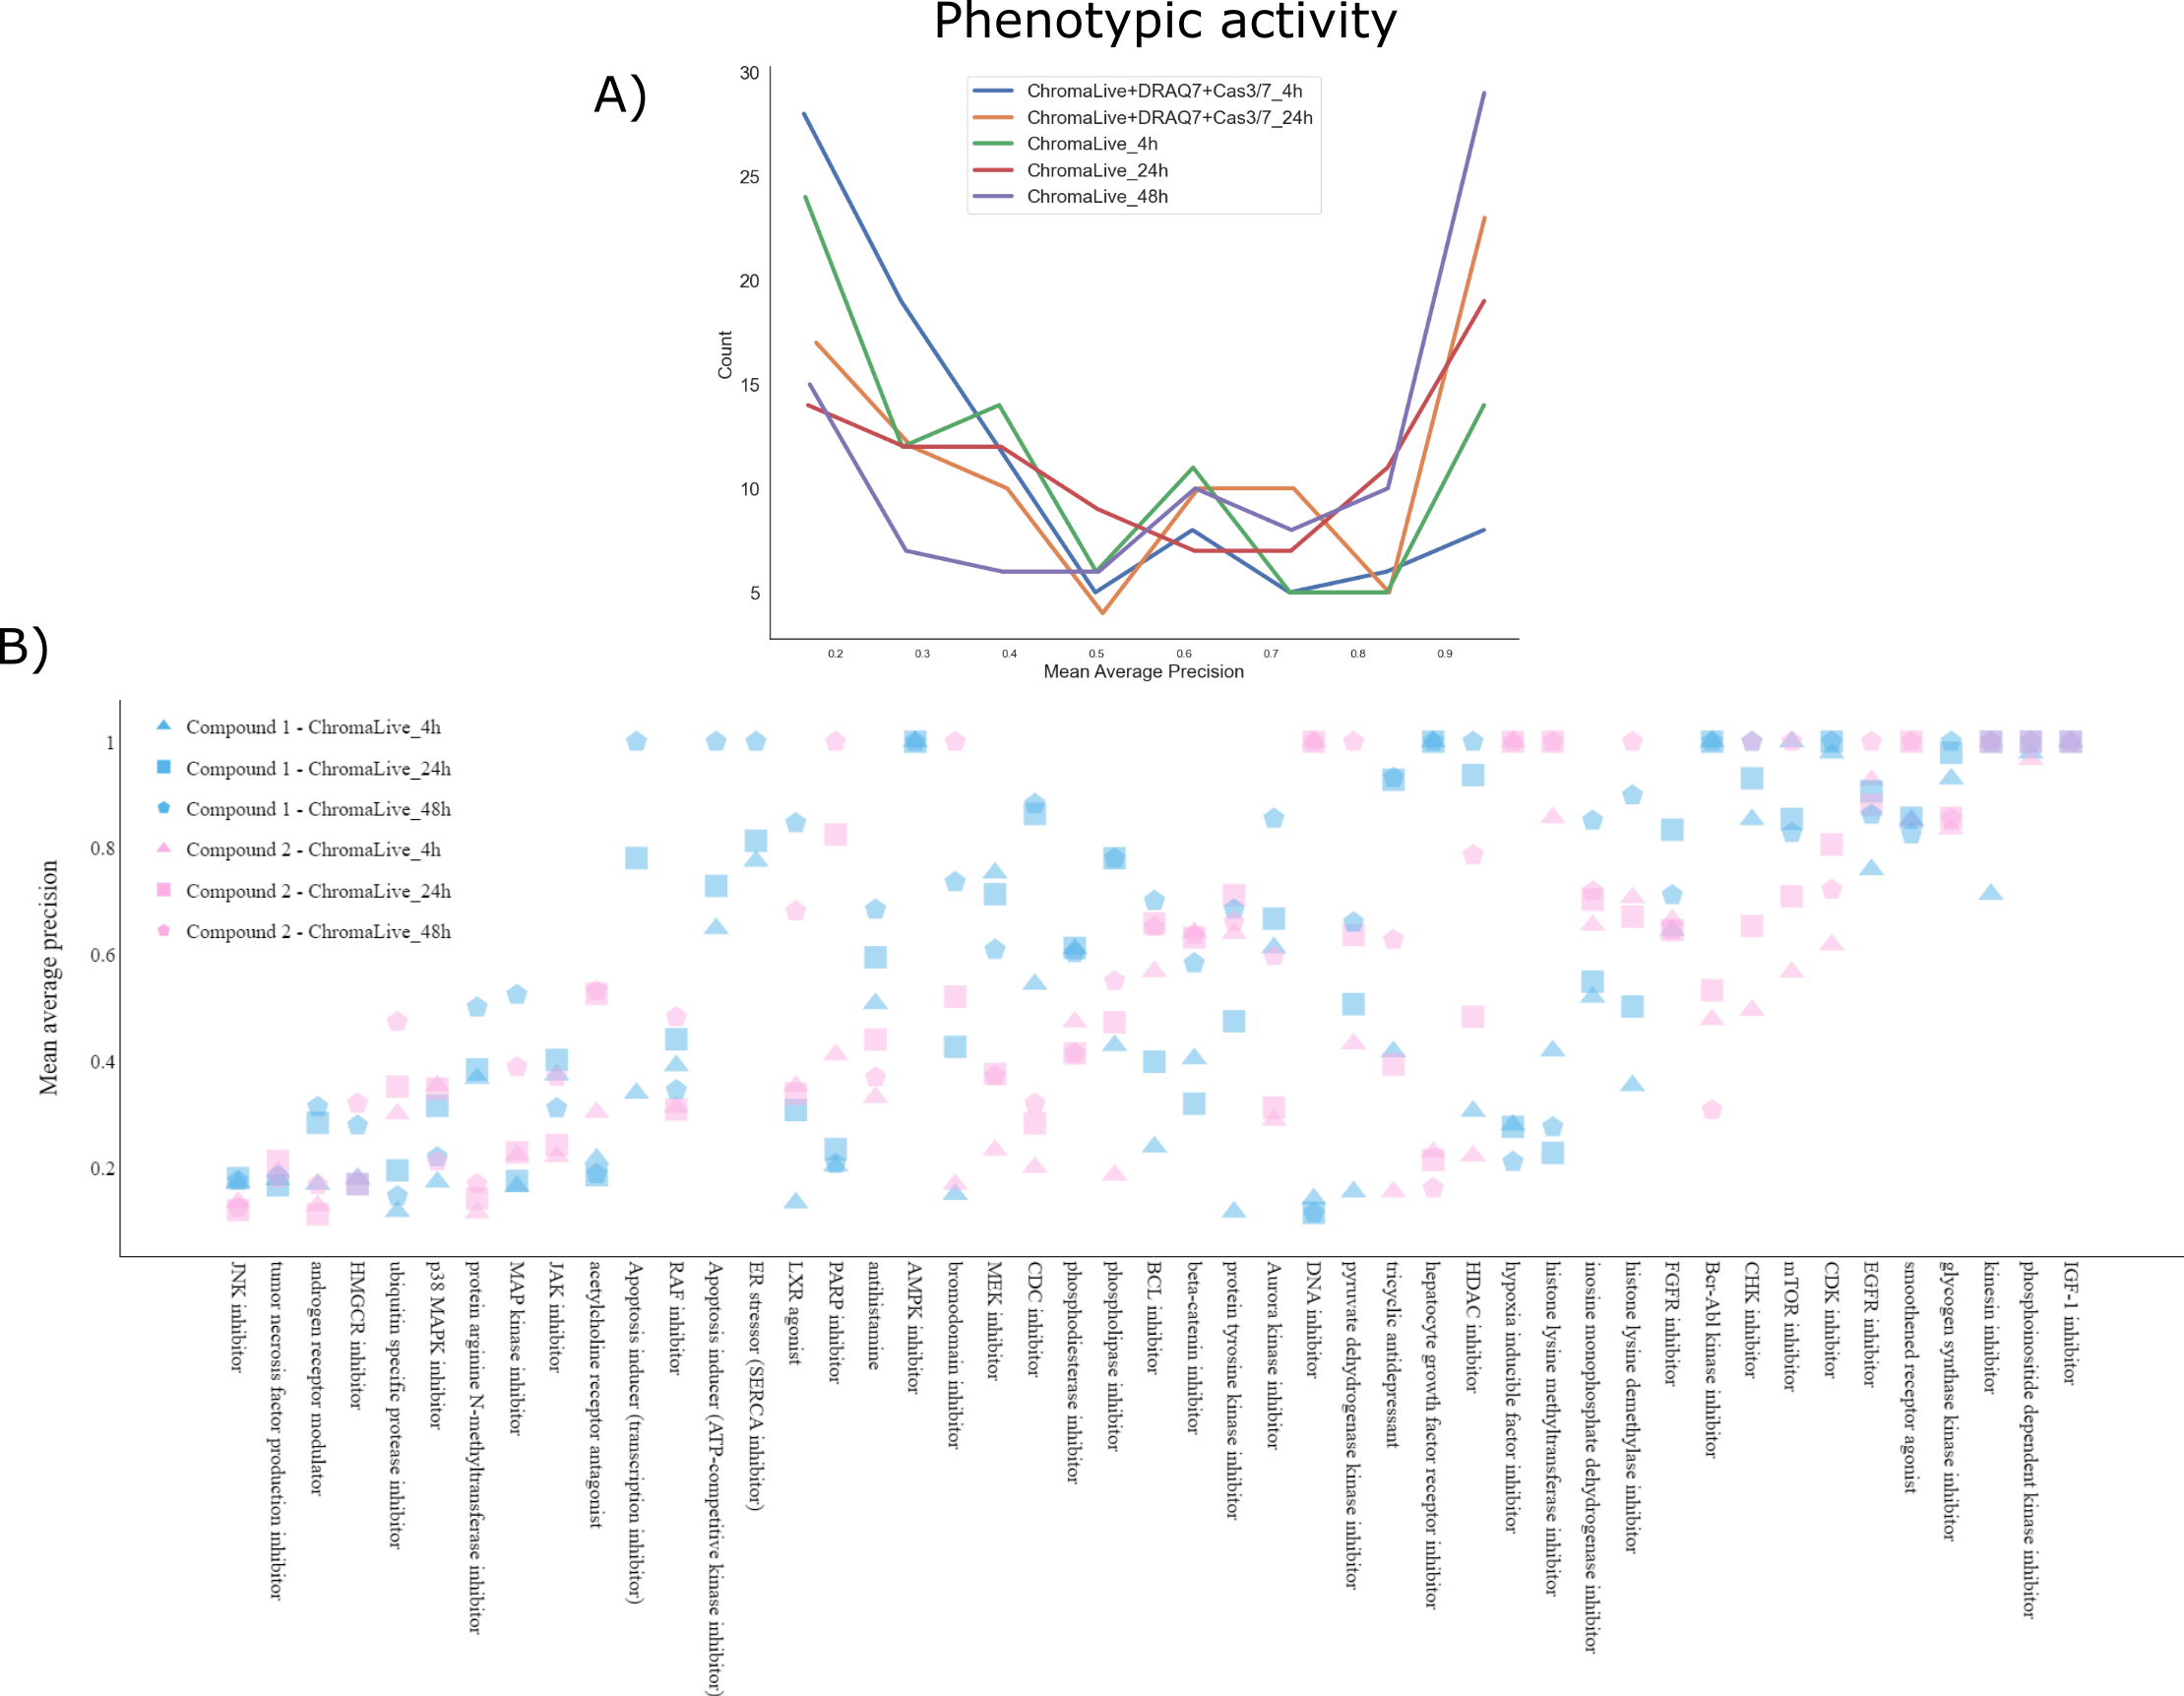 Phenotypic activity
A)
30
25
20
15
10
5
Count
ChromaLive+DRAQ7+Cas3/7_4h
ChromaLive+DRAQ7+Cas3/7_24h
ChromaLive_4h
ChromaLive_24h
ChromaLive_48h
0.2 0.3 0.4 0.5 0.6 0.7 0.8 0.9
Mean Average Precision
B)
Compound 1 - ChromaLive_4h
Compound 1 - ChromaLive_24h
Compound 1 - ChromaLive_48h
Compound 2 - ChromaLive_4h
Compound 2 - ChromaLive_24h
Compound 2 - ChromaLive_48h
1
0.8
0.6
0.4
0.2
Mean average precision
JNK inhibitor
tumor necrosis factor production inhibitor
androgen receptor modulator
HMGCR inhibitor
ubiquitin specific protease inhibitor
p38 MAPK inhibitor
protein arginine N-methyltransferase inhibitor
MAP kinase inhibitor
JAK inhibitor
acetylcholine receptor antagonist
Apoptosis inducer (transcription inhibitor)
RAF inhibitor
Apoptosis inducer (ATP-competitive kinase inhibitor)
ER stressor (SERCA inhibitor)
LXR agonist
PARP inhibitor
antihistamine
AMPK inhibitor
bromodomain inhibitor
MEK inhibitor
CDC inhibitor
phosphodiesterase inhibitor
phospholipase inhibitor
BCL inhibitor
beta-catenin inhibitor
protein tyrosine kinase inhibitor
Aurora kinase inhibitor
DNA inhibitor
pyruvate dehydrogenase kinase inhibitor
tricyclic antidepressant
hepatocyte growth factor receptor inhibitor
HDAC inhibitor
hypoxia inducible factor inhibitor
histone lysine methyltransferase inhibitor
inosine monophosphate dehydrogenase inhibitor
histone lysine demethylase inhibitor
FGFR inhibitor
Bcr-Abl kinase inhibitor
CHK inhibitor
mTOR inhibitor
CDK inhibitor
EGFR inhibitor
smoothened receptor agonist
glycogen synthase kinase inhibitor
kinesin inhibitor
phosphoinositide dependent kinase inhibitor
IGF-1 inhibitor